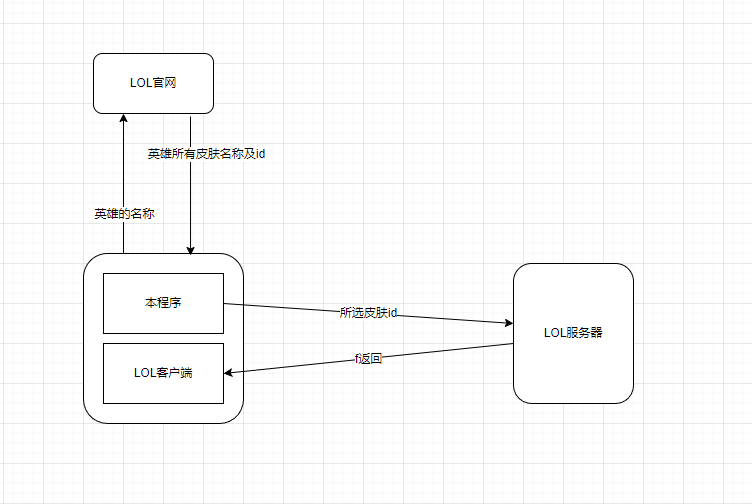 LOL官网
英雄所有皮肤名称及id
英雄的名称
本程序
所选皮肤id
LOL服务器
f返回
LOL客户端